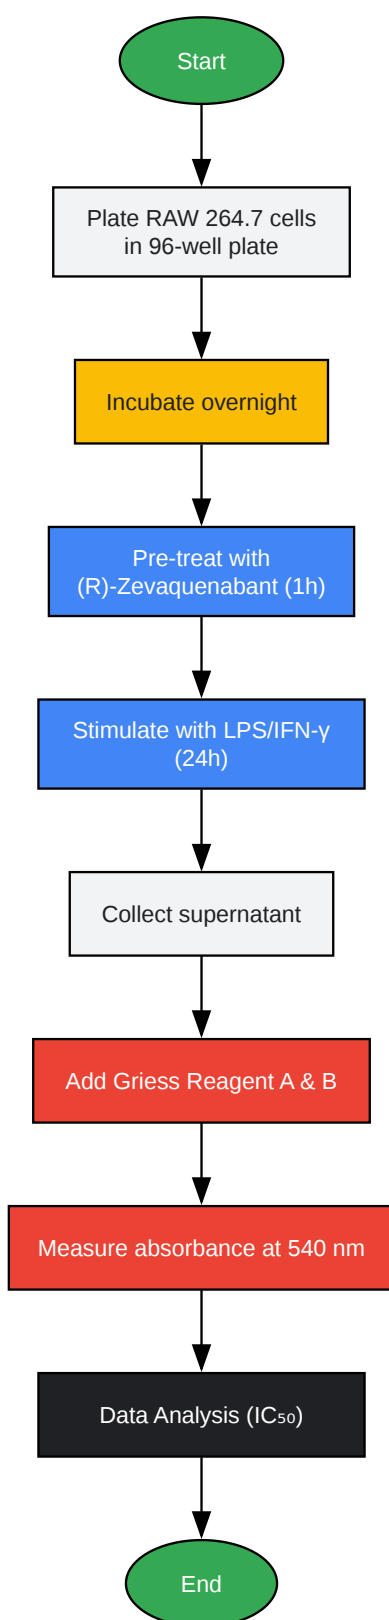 Start
Plate RAW 264.7 cells
in 96-well plate
Incubate overnight
Pre-treat with
(R)-Zevaquenabant (1h)
Stimulate with LPS/IFN-γ
(24h)
Collect supernatant
Add Griess Reagent A & B
Measure absorbance at 540 nm
Data Analysis (IC₅₀)
End